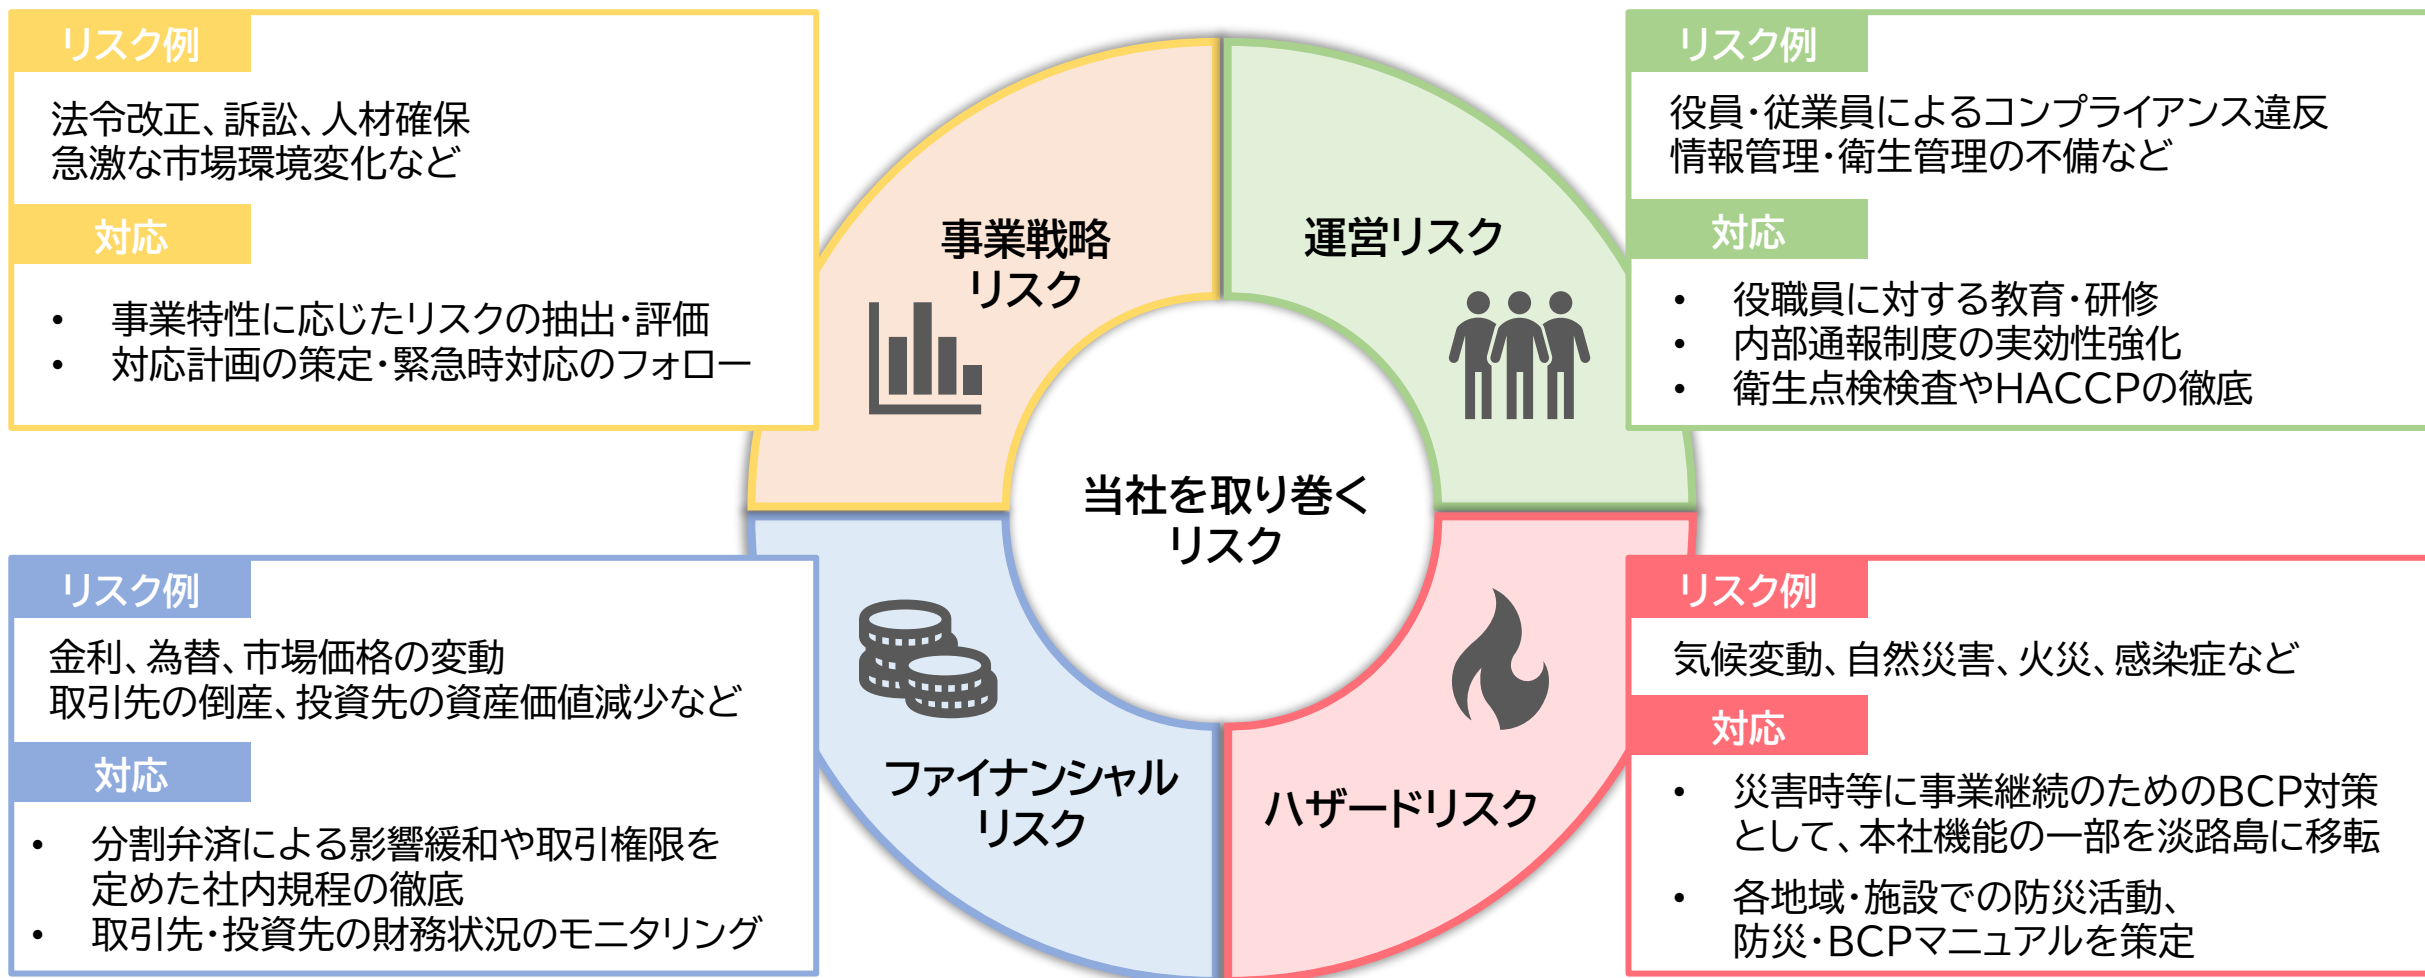 リスク例
法令改正、訴訟、人材確保
急激な市場環境変化など
対応
• 事業特性に応じたリスクの抽出・評価
• 対応計画の策定・緊急時対応のフォロー
事業戦略
リスク
運営リスク
リスク例
役員・従業員によるコンプライアンス違反
情報管理・衛生管理の不備など
対応
• 役職員に対する教育・研修
• 内部通報制度の実効性強化
• 衛生点検検査やHACCPの徹底
当社を取り巻く
リスク
リスク例
金利、為替、市場価格の変動
取引先の倒産、投資先の資産価値減少など
対応
• 分割弁済による影響緩和や取引権限を
定めた社内規程の徹底
• 取引先・投資先の財務状況のモニタリング
ファイナンシャル
リスク
ハザードリスク
リスク例
気候変動、自然災害、火災、感染症など
対応
• 災害時等に事業継続のためのBCP対策
として、本社機能の一部を淡路島に移転
• 各地域・施設での防災活動、
防災・BCPマニュアルを策定